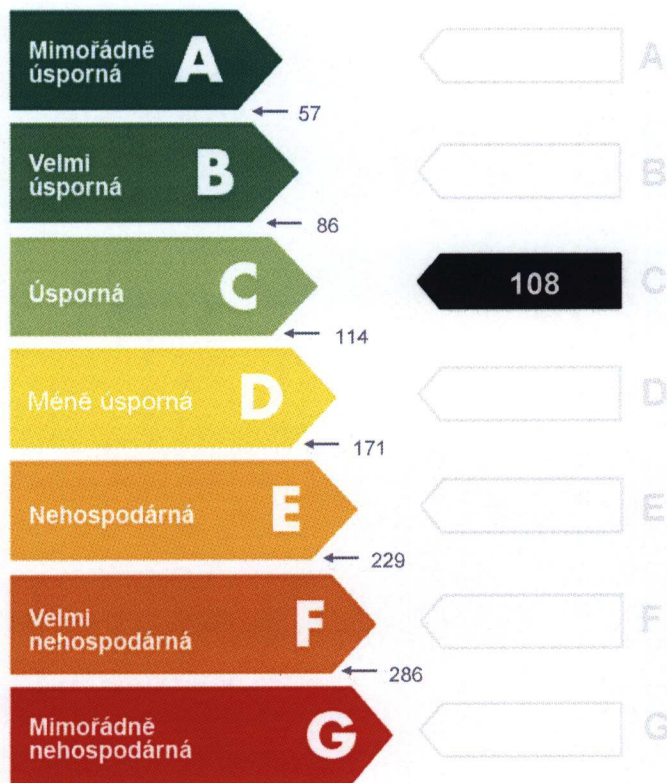 Mimořádně
úsporná
A
A
57
Velmi
úsporná
B
B
86
Úsporná
C
108
C
114
Méně úsporná
D
D
171
Nehospodárná
E
E
229
Velmi
nehospodárná
F
F
286
Mimořádně
nehospodárná
G
G